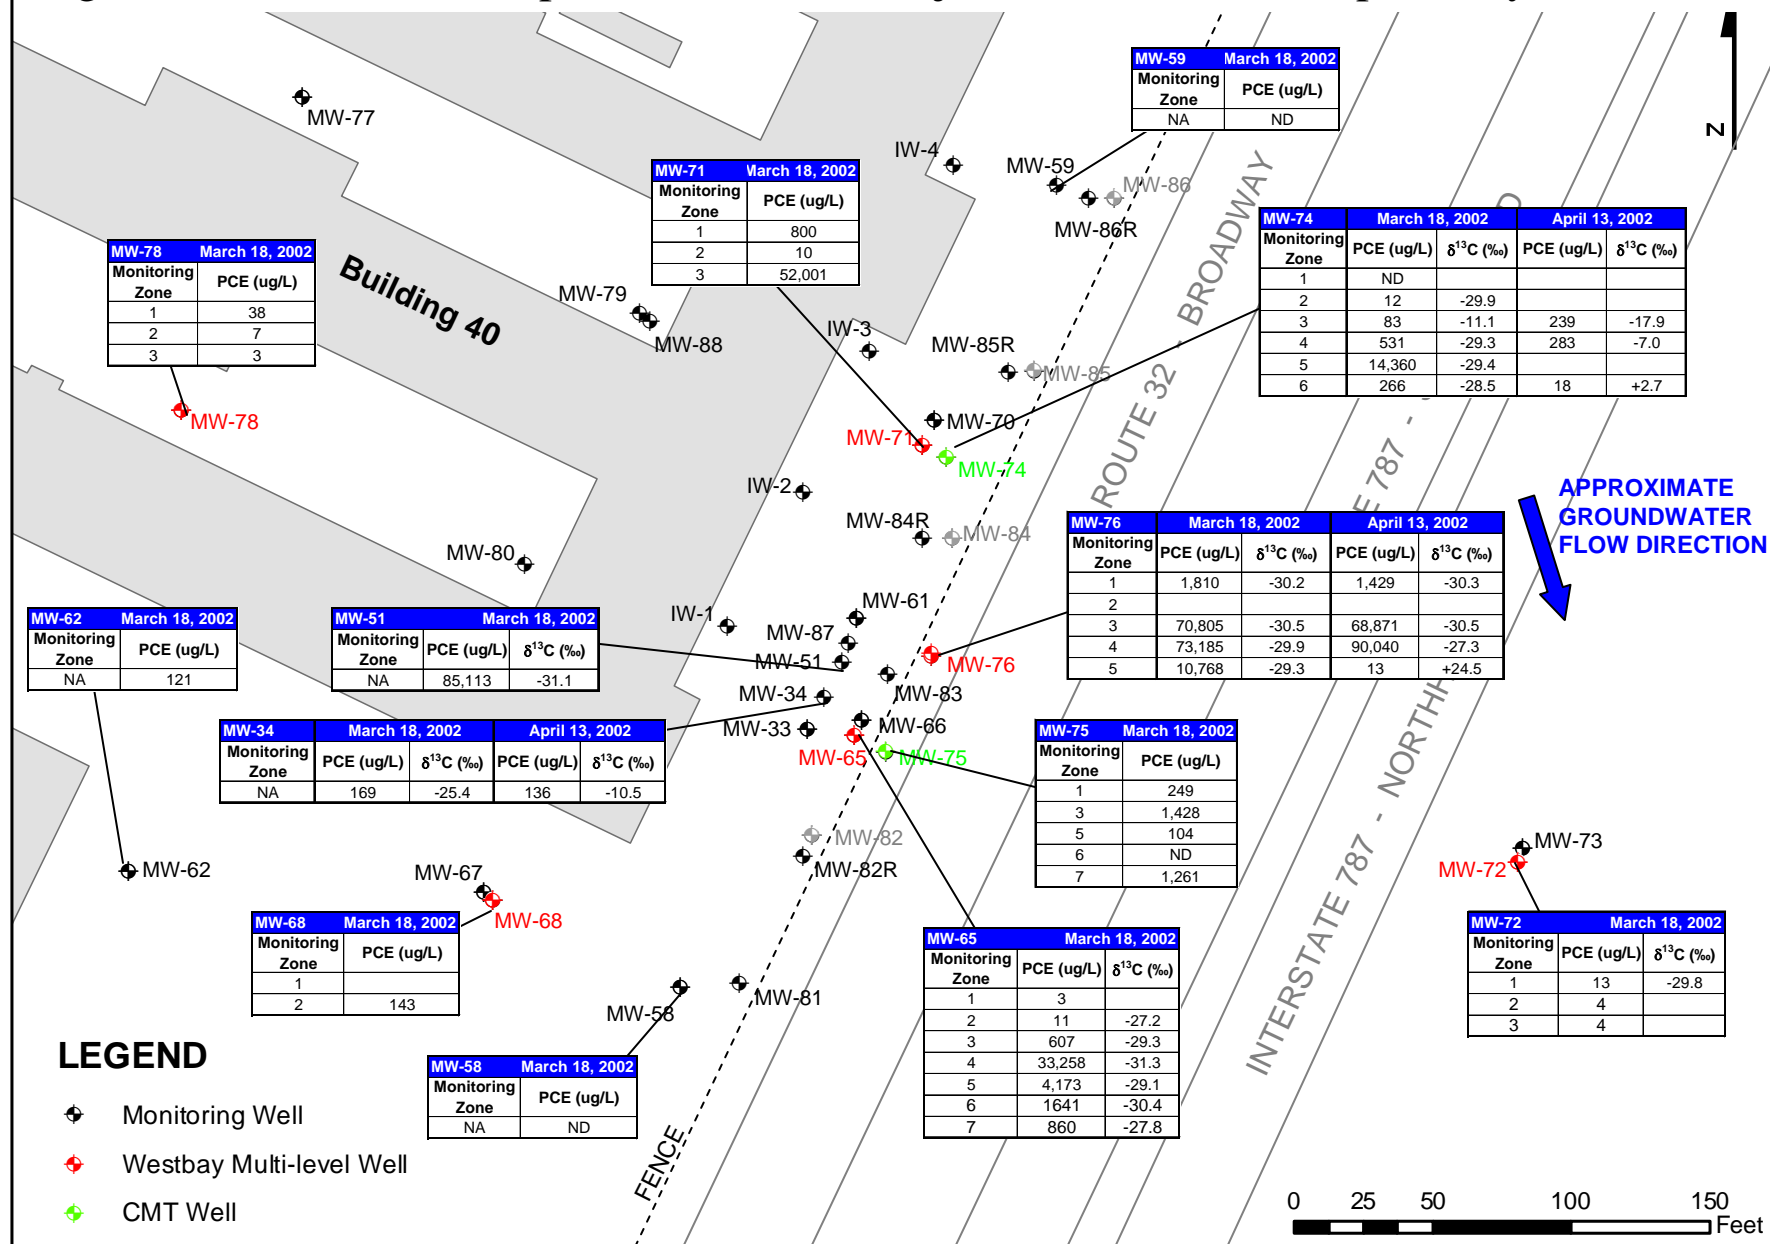 MW-59 March 18, 2002
Monitoring Zone PCE (ug/L)
NA ND
MW-77
IW-4
MW-59
MW-86
MW-86R
MW-71 March 18, 2002
Monitoring Zone PCE (ug/L)
1 800
2 10
3 52,001
MW-74 March 18, 2002 April 13, 2002
Monitoring Zone PCE (ug/L) δ13C (‰) PCE (ug/L) δ13C (‰)
1 ND
2 12 -29.9
3 83 -11.1 239 -17.9
4 531 -29.3 283 -7.0
5 14,360 -29.4
6 266 -28.5 18 +2.7
MW-78 March 18, 2002
Monitoring Zone PCE (ug/L)
1 38
2 7
3 3
Building 40
MW-79
MW-88
IW-3
MW-85R
MW-85
MW-78
MW-70
MW-71
MW-74
ROUTE 32 - BROADWAY
IW-2
MW-84R
MW-84
MW-80
APPROXIMATE
GROUNDWATER
FLOW DIRECTION
MW-76 March 18, 2002 April 13, 2002
Monitoring Zone PCE (ug/L) δ13C (‰) PCE (ug/L) δ13C (‰)
1 1,810 -30.2 1,429 -30.3
2
3 70,805 -30.5 68,871 -30.5
4 73,185 -29.9 90,040 -27.3
5 10,768 -29.3 13 +24.5
MW-62 March 18, 2002
Monitoring Zone PCE (ug/L)
NA 121
MW-51 March 18, 2002
Monitoring Zone PCE (ug/L) δ13C (‰)
NA 85,113 -31.1
IW-1
MW-61
MW-87
MW-51
MW-76
MW-83
MW-34
MW-33
MW-66
MW-65
MW-75
MW-34 March 18, 2002 April 13, 2002
Monitoring Zone PCE (ug/L) δ13C (‰) PCE (ug/L) δ13C (‰)
NA 169 -25.4 136 -10.5
MW-75 March 18, 2002
Monitoring Zone PCE (ug/L)
1 249
3 1,428
5 104
6 ND
7 1,261
MW-82
MW-82R
MW-62
MW-67
MW-68
MW-73
MW-72
MW-68 March 18, 2002
Monitoring Zone PCE (ug/L)
1
2 143
MW-65 March 18, 2002
Monitoring Zone PCE (ug/L) δ13C (‰)
1 3
2 11 -27.2
3 607 -29.3
4 33,258 -31.3
5 4,173 -29.1
6 1641 -30.4
7 860 -27.8
MW-72 March 18, 2002
Monitoring Zone PCE (ug/L) δ13C (‰)
1 13 -29.8
2 4
3 4
INTERSTATE 787 - NORTHH
E 787 -
MW-81
MW-58
MW-58 March 18, 2002
Monitoring Zone PCE (ug/L)
NA ND
FENCE
LEGEND
Monitoring Well
Westbay Multi-level Well
CMT Well
N
0 25 50 100 150
Feet